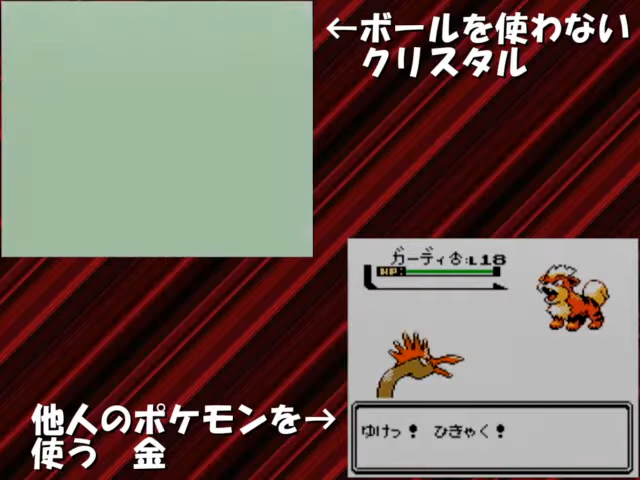 ←ボールを使わない
クリスタル
ガーディ♂:L18
HP:
ゆけっ! ひきゃく!
他人のポケモンを→
使う 金